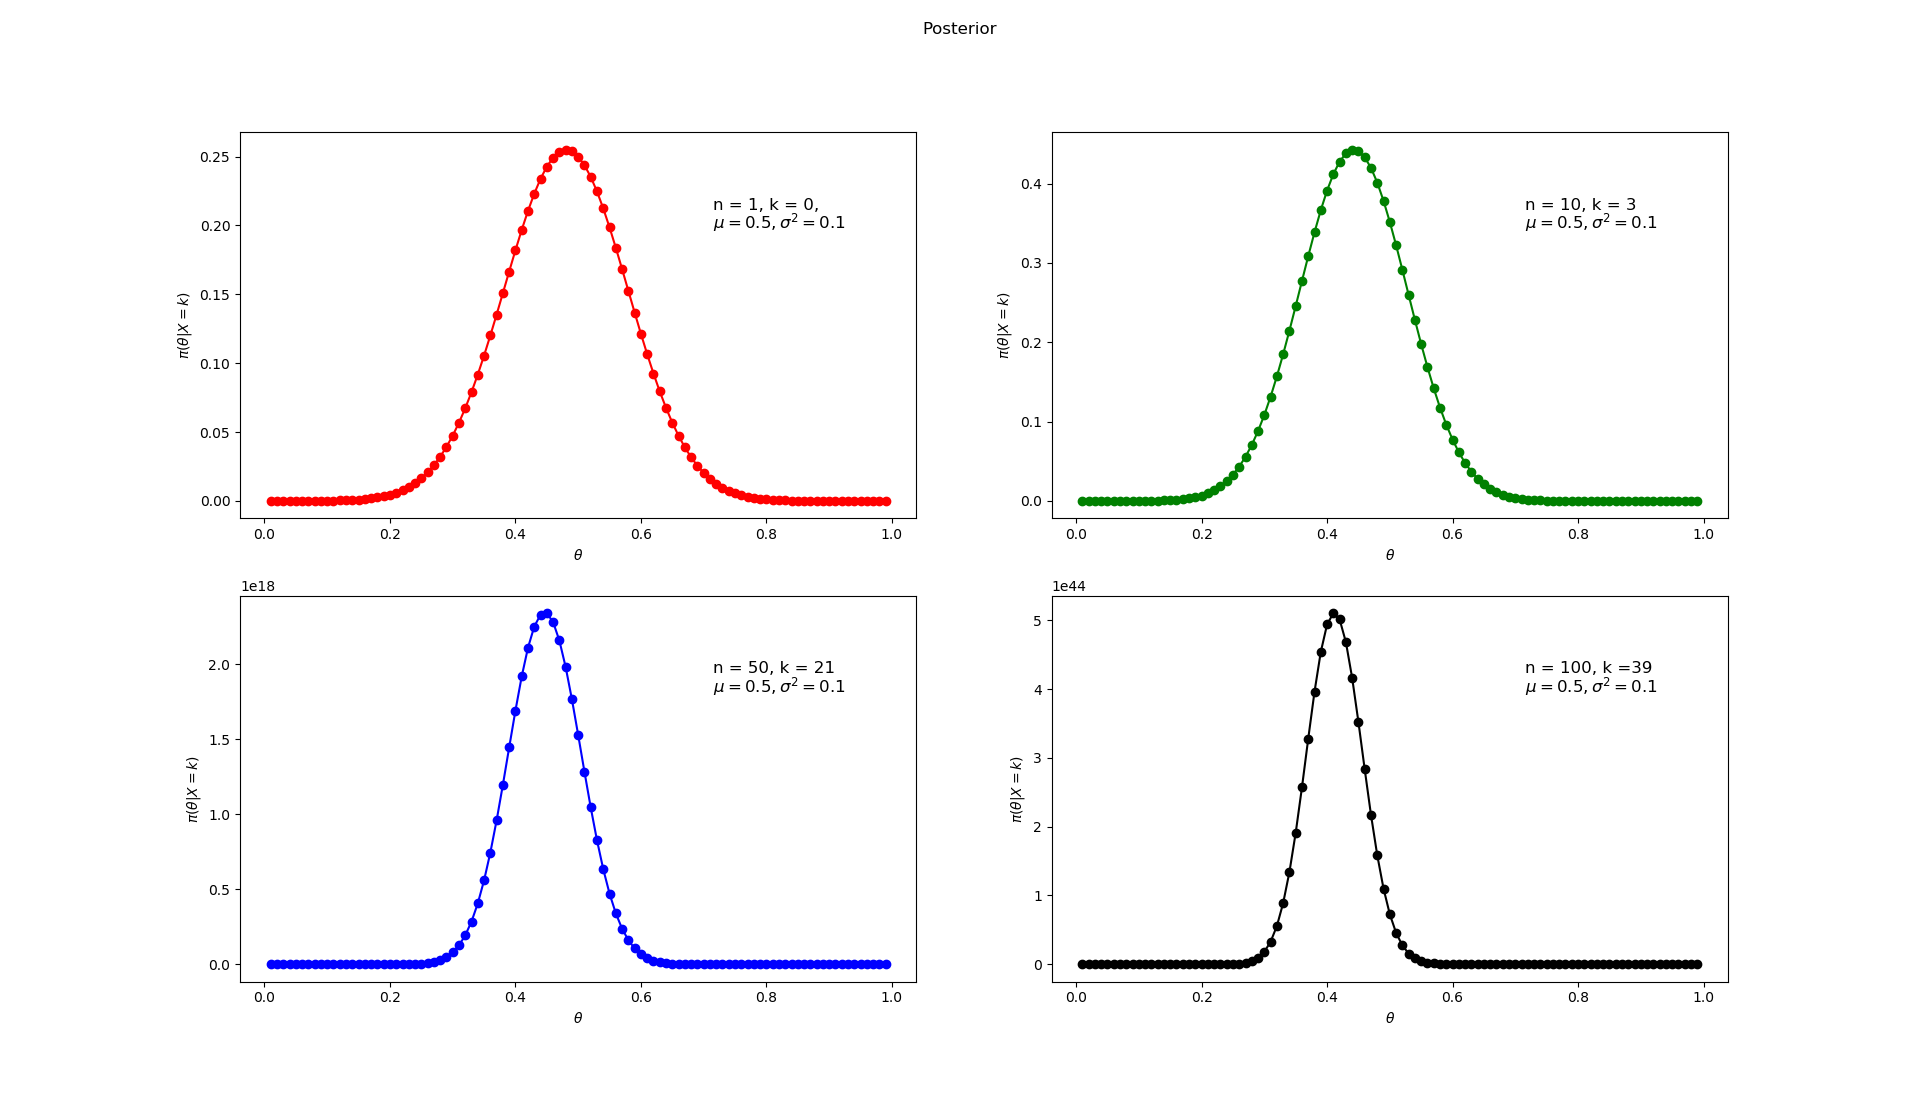 Posterior
0.25
0.20
0.15
0.10
0.05
0.00
π(θ|X = k)
n = 1, k = 0,
μ = 0.5, σ² = 0.1
0.0 0.2 0.4 0.6 0.8 1.0
θ
0.4
0.3
0.2
0.1
0.0
π(θ|X = k)
n = 10, k = 3
μ = 0.5, σ² = 0.1
0.0 0.2 0.4 0.6 0.8 1.0
θ
1e18
2.0
1.5
1.0
0.5
0.0
π(θ|X = k)
n = 50, k = 21
μ = 0.5, σ² = 0.1
0.0 0.2 0.4 0.6 0.8 1.0
θ
1e44
5
4
3
2
1
0
π(θ|X = k)
n = 100, k =39
μ = 0.5, σ² = 0.1
0.0 0.2 0.4 0.6 0.8 1.0
θ